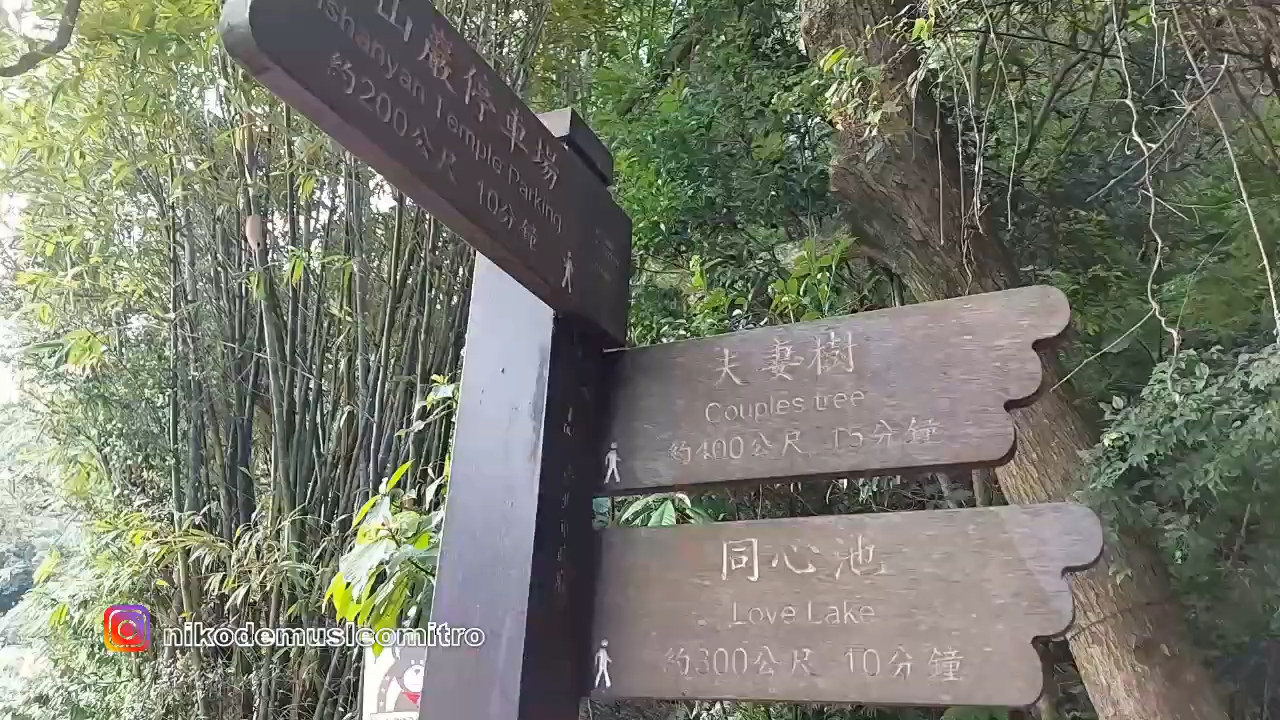 山巖停車場
shanyan Temple Parking
約200公尺 10分鐘
夫妻樹
Couples tree
約400公尺 15分鐘
同心池
Love Lake
約300公尺 10分鐘
nikodemusleomitro